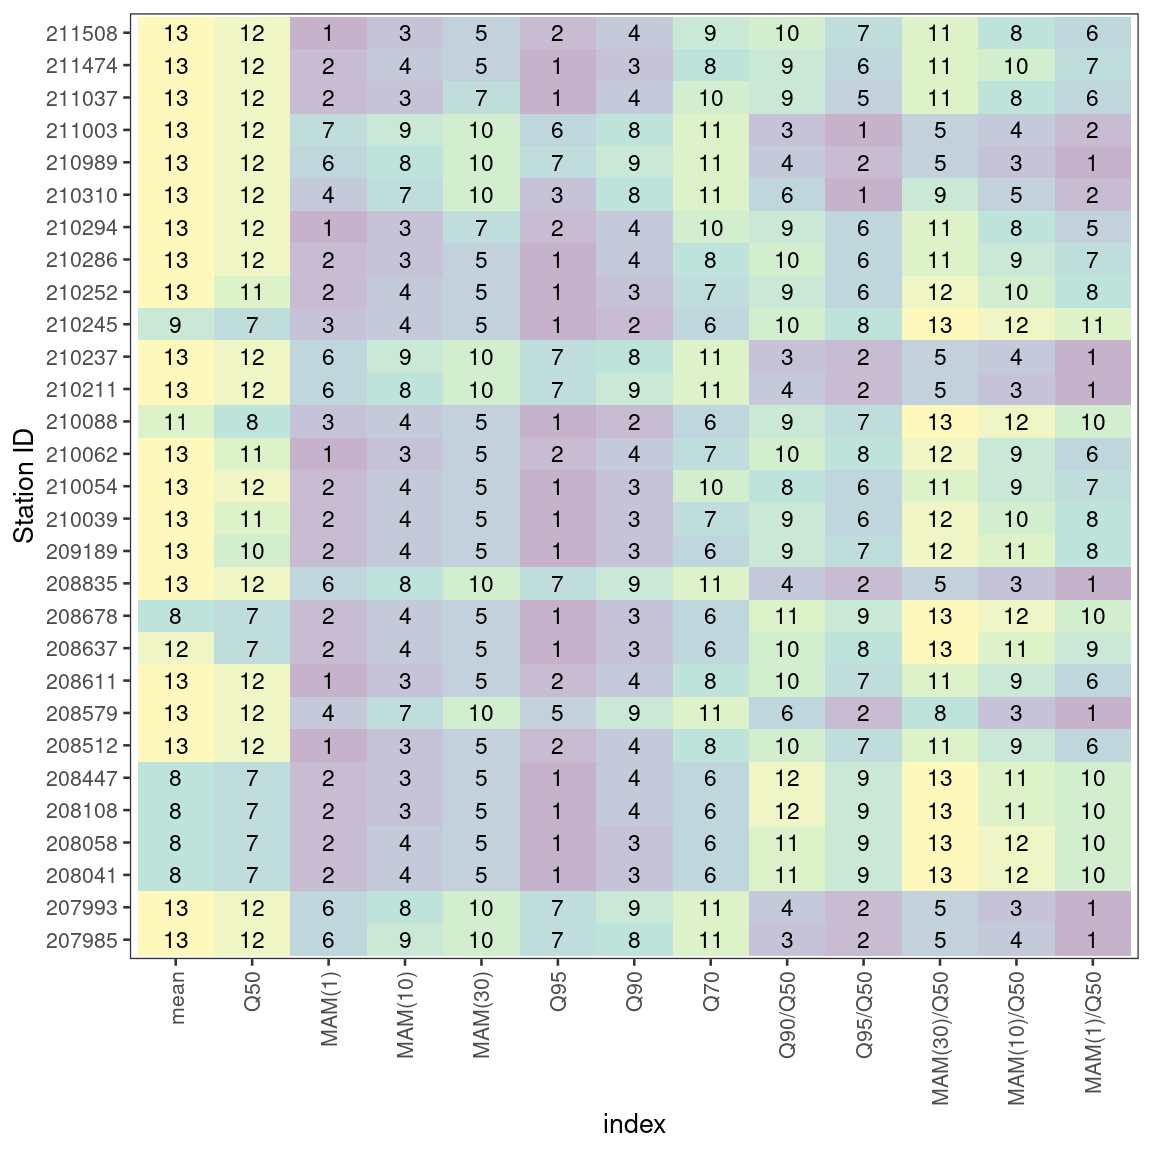 211508 13 12 1 3 5 2 4 9 10 7 11 8 6
211474 13 12 2 4 5 1 3 8 9 6 11 10 7
211037 13 12 2 3 7 1 4 10 9 5 11 8 6
211003 13 12 7 9 10 6 8 11 3 1 5 4 2
210989 13 12 6 8 10 7 9 11 4 2 5 3 1
210310 13 12 4 7 10 3 8 11 6 1 9 5 2
210294 13 12 1 3 7 2 4 10 9 6 11 8 5
210286 13 12 2 3 5 1 4 8 10 6 11 9 7
210252 13 11 2 4 5 1 3 7 9 6 12 10 8
210245 9 7 3 4 5 1 2 6 10 8 13 12 11
210237 13 12 6 9 10 7 8 11 3 2 5 4 1
210211 13 12 6 8 10 7 9 11 4 2 5 3 1
210088 11 8 3 4 5 1 2 6 9 7 13 12 10
210062 13 11 1 3 5 2 4 7 10 8 12 9 6
210054 13 12 2 4 5 1 3 10 8 6 11 9 7
210039 13 11 2 4 5 1 3 7 9 6 12 10 8
209189 13 10 2 4 5 1 3 6 9 7 12 11 8
208835 13 12 6 8 10 7 9 11 4 2 5 3 1
208678 8 7 2 4 5 1 3 6 11 9 13 12 10
208637 12 7 2 4 5 1 3 6 10 8 13 11 9
208611 13 12 1 3 5 2 4 8 10 7 11 9 6
208579 13 12 4 7 10 5 9 11 6 2 8 3 1
208512 13 12 1 3 5 2 4 8 10 7 11 9 6
208447 8 7 2 3 5 1 4 6 12 9 13 11 10
208108 8 7 2 3 5 1 4 6 12 9 13 11 10
208058 8 7 2 4 5 1 3 6 11 9 13 12 10
208041 8 7 2 4 5 1 3 6 11 9 13 12 10
207993 13 12 6 8 10 7 9 11 4 2 5 3 1
207985 13 12 6 9 10 7 8 11 3 2 5 4 1
Station ID
mean Q50 MAM(1) MAM(10) MAM(30) Q95 Q90 Q70 Q90/Q50 Q95/Q50 MAM(30)/Q50 MAM(10)/Q50 MAM(1)/Q50
index